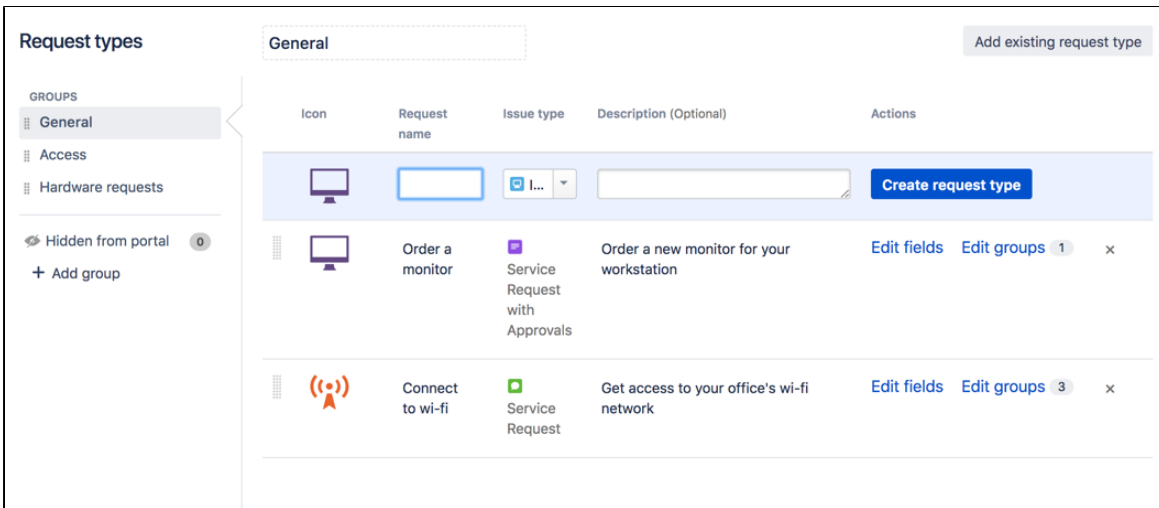 Request types
General
Add existing request type
GROUPS
General
Access
Hardware requests
Hidden from portal 0
+ Add group
Icon
Request
name
Issue type
Description (Optional)
Actions
I...
Create request type
Order a
monitor
Service
Request
with
Approvals
Order a new monitor for your
workstation
Edit fields
Edit groups 1
×
Connect
to wi-fi
Service
Request
Get access to your office's wi-fi
network
Edit fields
Edit groups 3
×